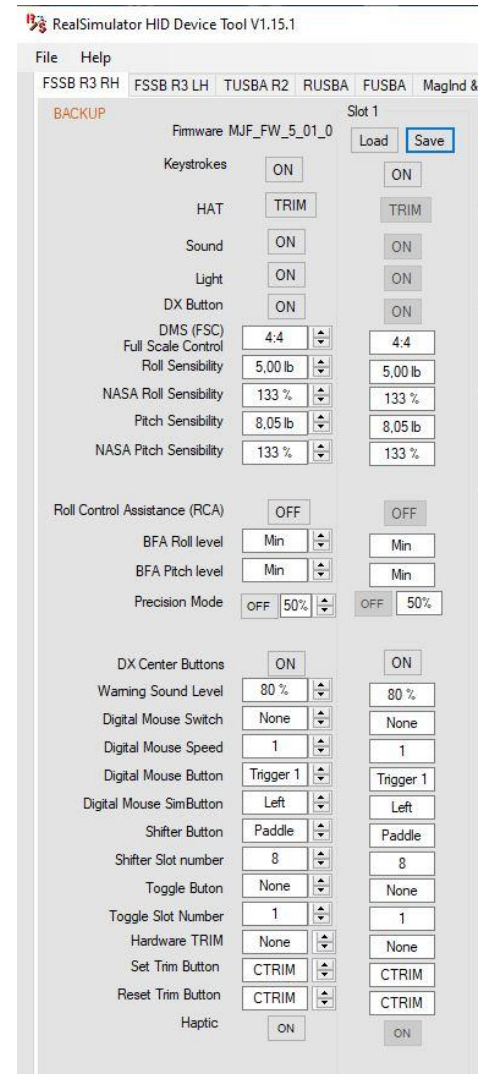 RealSimulator HID Device Tool V1.15.1
File Help
FSSB R3 RH FSSB R3 LH TUSBA R2 RUSBA FUSBA MagInd &
BACKUP Slot 1
Firmware MJF_FW_5_01_0 Load Save
Keystrokes ON ON
HAT TRIM TRIM
Sound ON ON
Light ON ON
DX Button ON ON
DMS (FSC)
Full Scale Control 4:4 4:4
Roll Sensibility 5,00 lb 5,00 lb
NASA Roll Sensibility 133 % 133 %
Pitch Sensibility 8,05 lb 8,05 lb
NASA Pitch Sensibility 133 % 133 %
Roll Control Assistance (RCA) OFF OFF
BFA Roll level Min Min
BFA Pitch level Min Min
Precision Mode OFF 50% OFF 50%
DX Center Buttons ON ON
Warning Sound Level 80 % 80 %
Digital Mouse Switch None None
Digital Mouse Speed 1 1
Digital Mouse Button Trigger 1 Trigger 1
Digital Mouse SimButton Left Left
Shifter Button Paddle Paddle
Shifter Slot number 8 8
Toggle Buton None None
Toggle Slot Number 1 1
Hardware TRIM None None
Set Trim Button CTRIM CTRIM
Reset Trim Button CTRIM CTRIM
Haptic ON ON